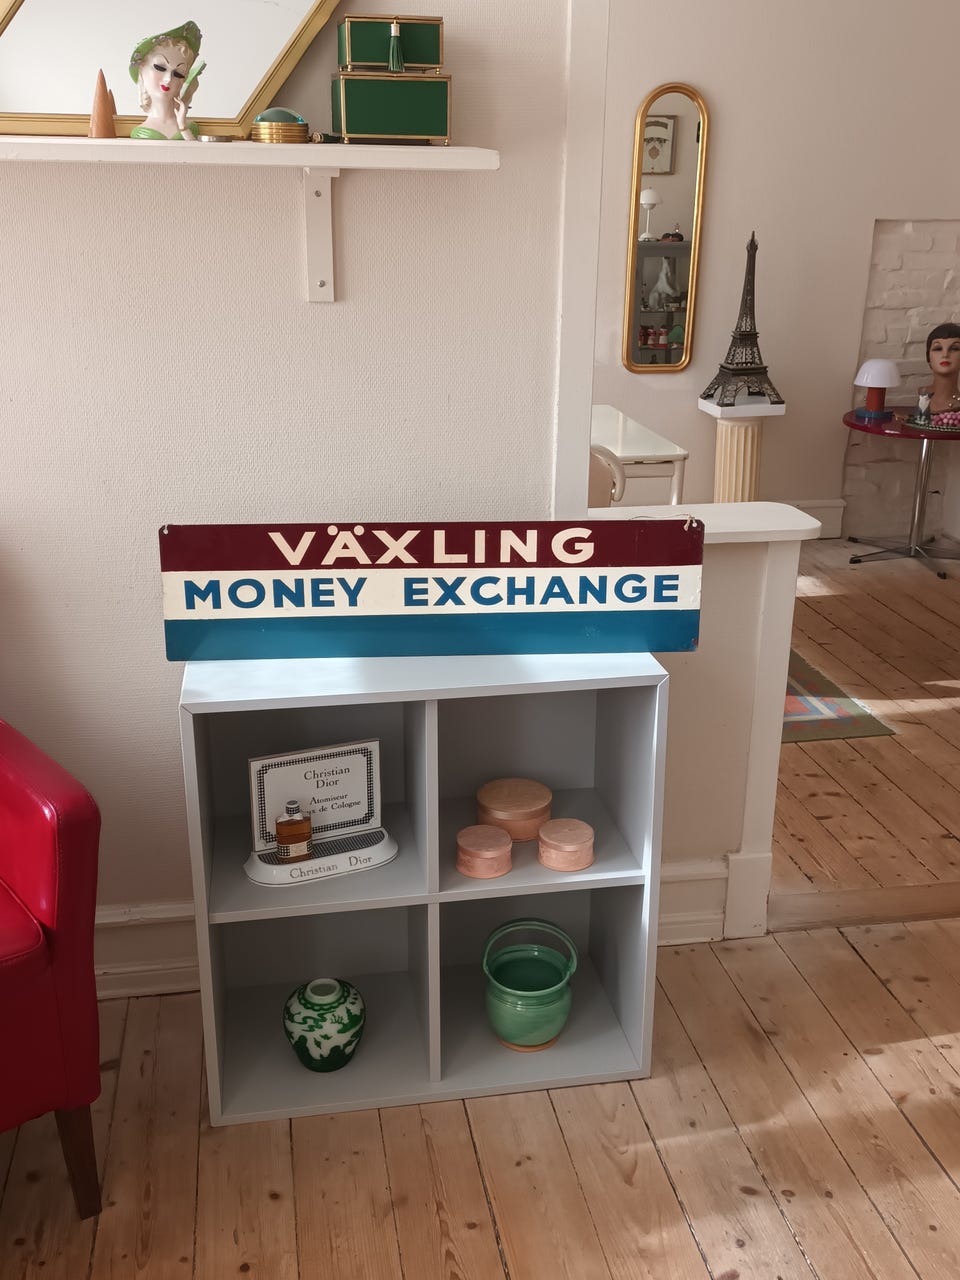 VÄXLING
MONEY EXCHANGE
Christian
Dior
Atomiseur
de Cologne
Christian Dior